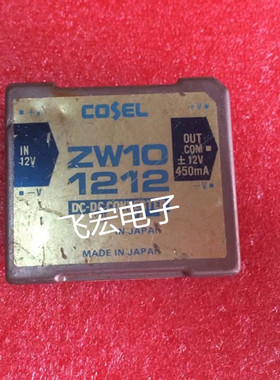 +V
+V
COSEL
IN
12V
ZW10
1212
OUT
COM
±12V
450mA
-V
-V
DC-DC CONVERTER
飞宏电子
IN JAPAN
MADE IN JAPAN